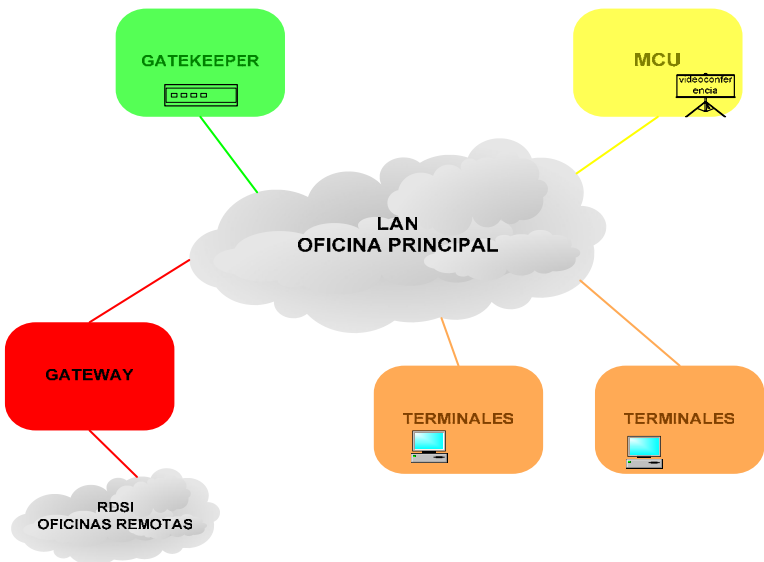 GATEKEEPER
MCU
videoconfer
encia
LAN
OFICINA PRINCIPAL
GATEWAY
TERMINALES
TERMINALES
RDSI
OFICINAS REMOTAS